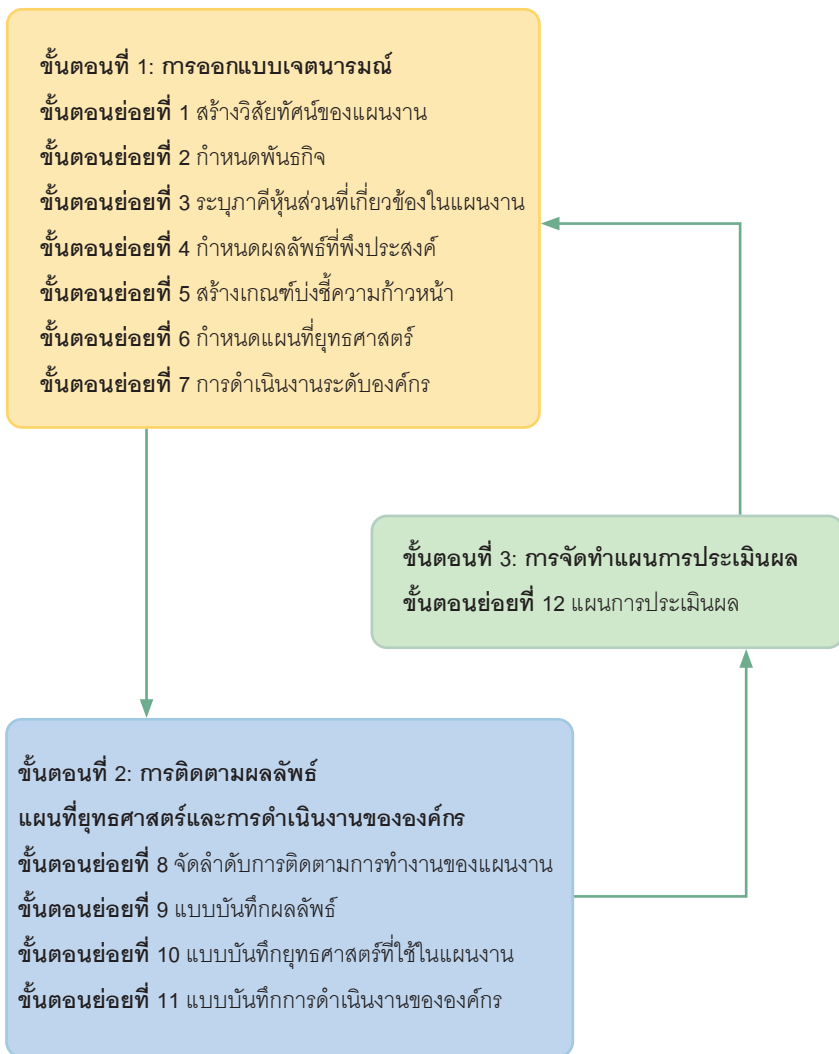 ขั้นตอนที่ 1: การออกแบบเจตนารมณ์
ขั้นตอนย่อยที่ 1 สร้างวิสัยทัศน์ของแผนงาน
ขั้นตอนย่อยที่ 2 กำหนดพันธกิจ
ขั้นตอนย่อยที่ 3 ระบุภาคีหุ้นส่วนที่เกี่ยวข้องในแผนงาน
ขั้นตอนย่อยที่ 4 กำหนดผลลัพธ์ที่พึงประสงค์
ขั้นตอนย่อยที่ 5 สร้างเกณฑ์บ่งชี้ความก้าวหน้า
ขั้นตอนย่อยที่ 6 กำหนดแผนที่ยุทธศาสตร์
ขั้นตอนย่อยที่ 7 การดำเนินงานระดับองค์กร
ขั้นตอนที่ 3: การจัดทำแผนการประเมินผล
ขั้นตอนย่อยที่ 12 แผนการประเมินผล
ขั้นตอนที่ 2: การติดตามผลลัพธ์
แผนที่ยุทธศาสตร์และการดำเนินงานขององค์กร
ขั้นตอนย่อยที่ 8 จัดลำดับการติดตามการทำงานของแผนงาน
ขั้นตอนย่อยที่ 9 แบบบันทึกผลลัพธ์
ขั้นตอนย่อยที่ 10 แบบบันทึกยุทธศาสตร์ที่ใช้ในแผนงาน
ขั้นตอนย่อยที่ 11 แบบบันทึกการดำเนินงานขององค์กร